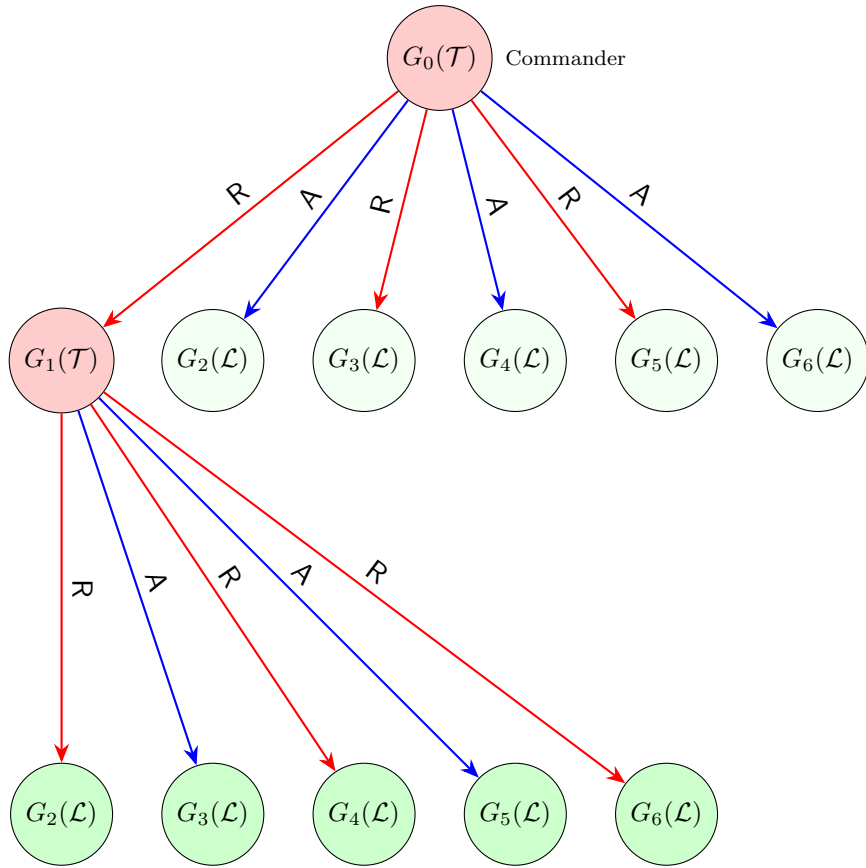 G₀(𝒯) Commander
R A R A R A
G₁(𝒯) G₂(ℒ) G₃(ℒ) G₄(ℒ) G₅(ℒ) G₆(ℒ)
R A R A R
G₂(ℒ) G₃(ℒ) G₄(ℒ) G₅(ℒ) G₆(ℒ)